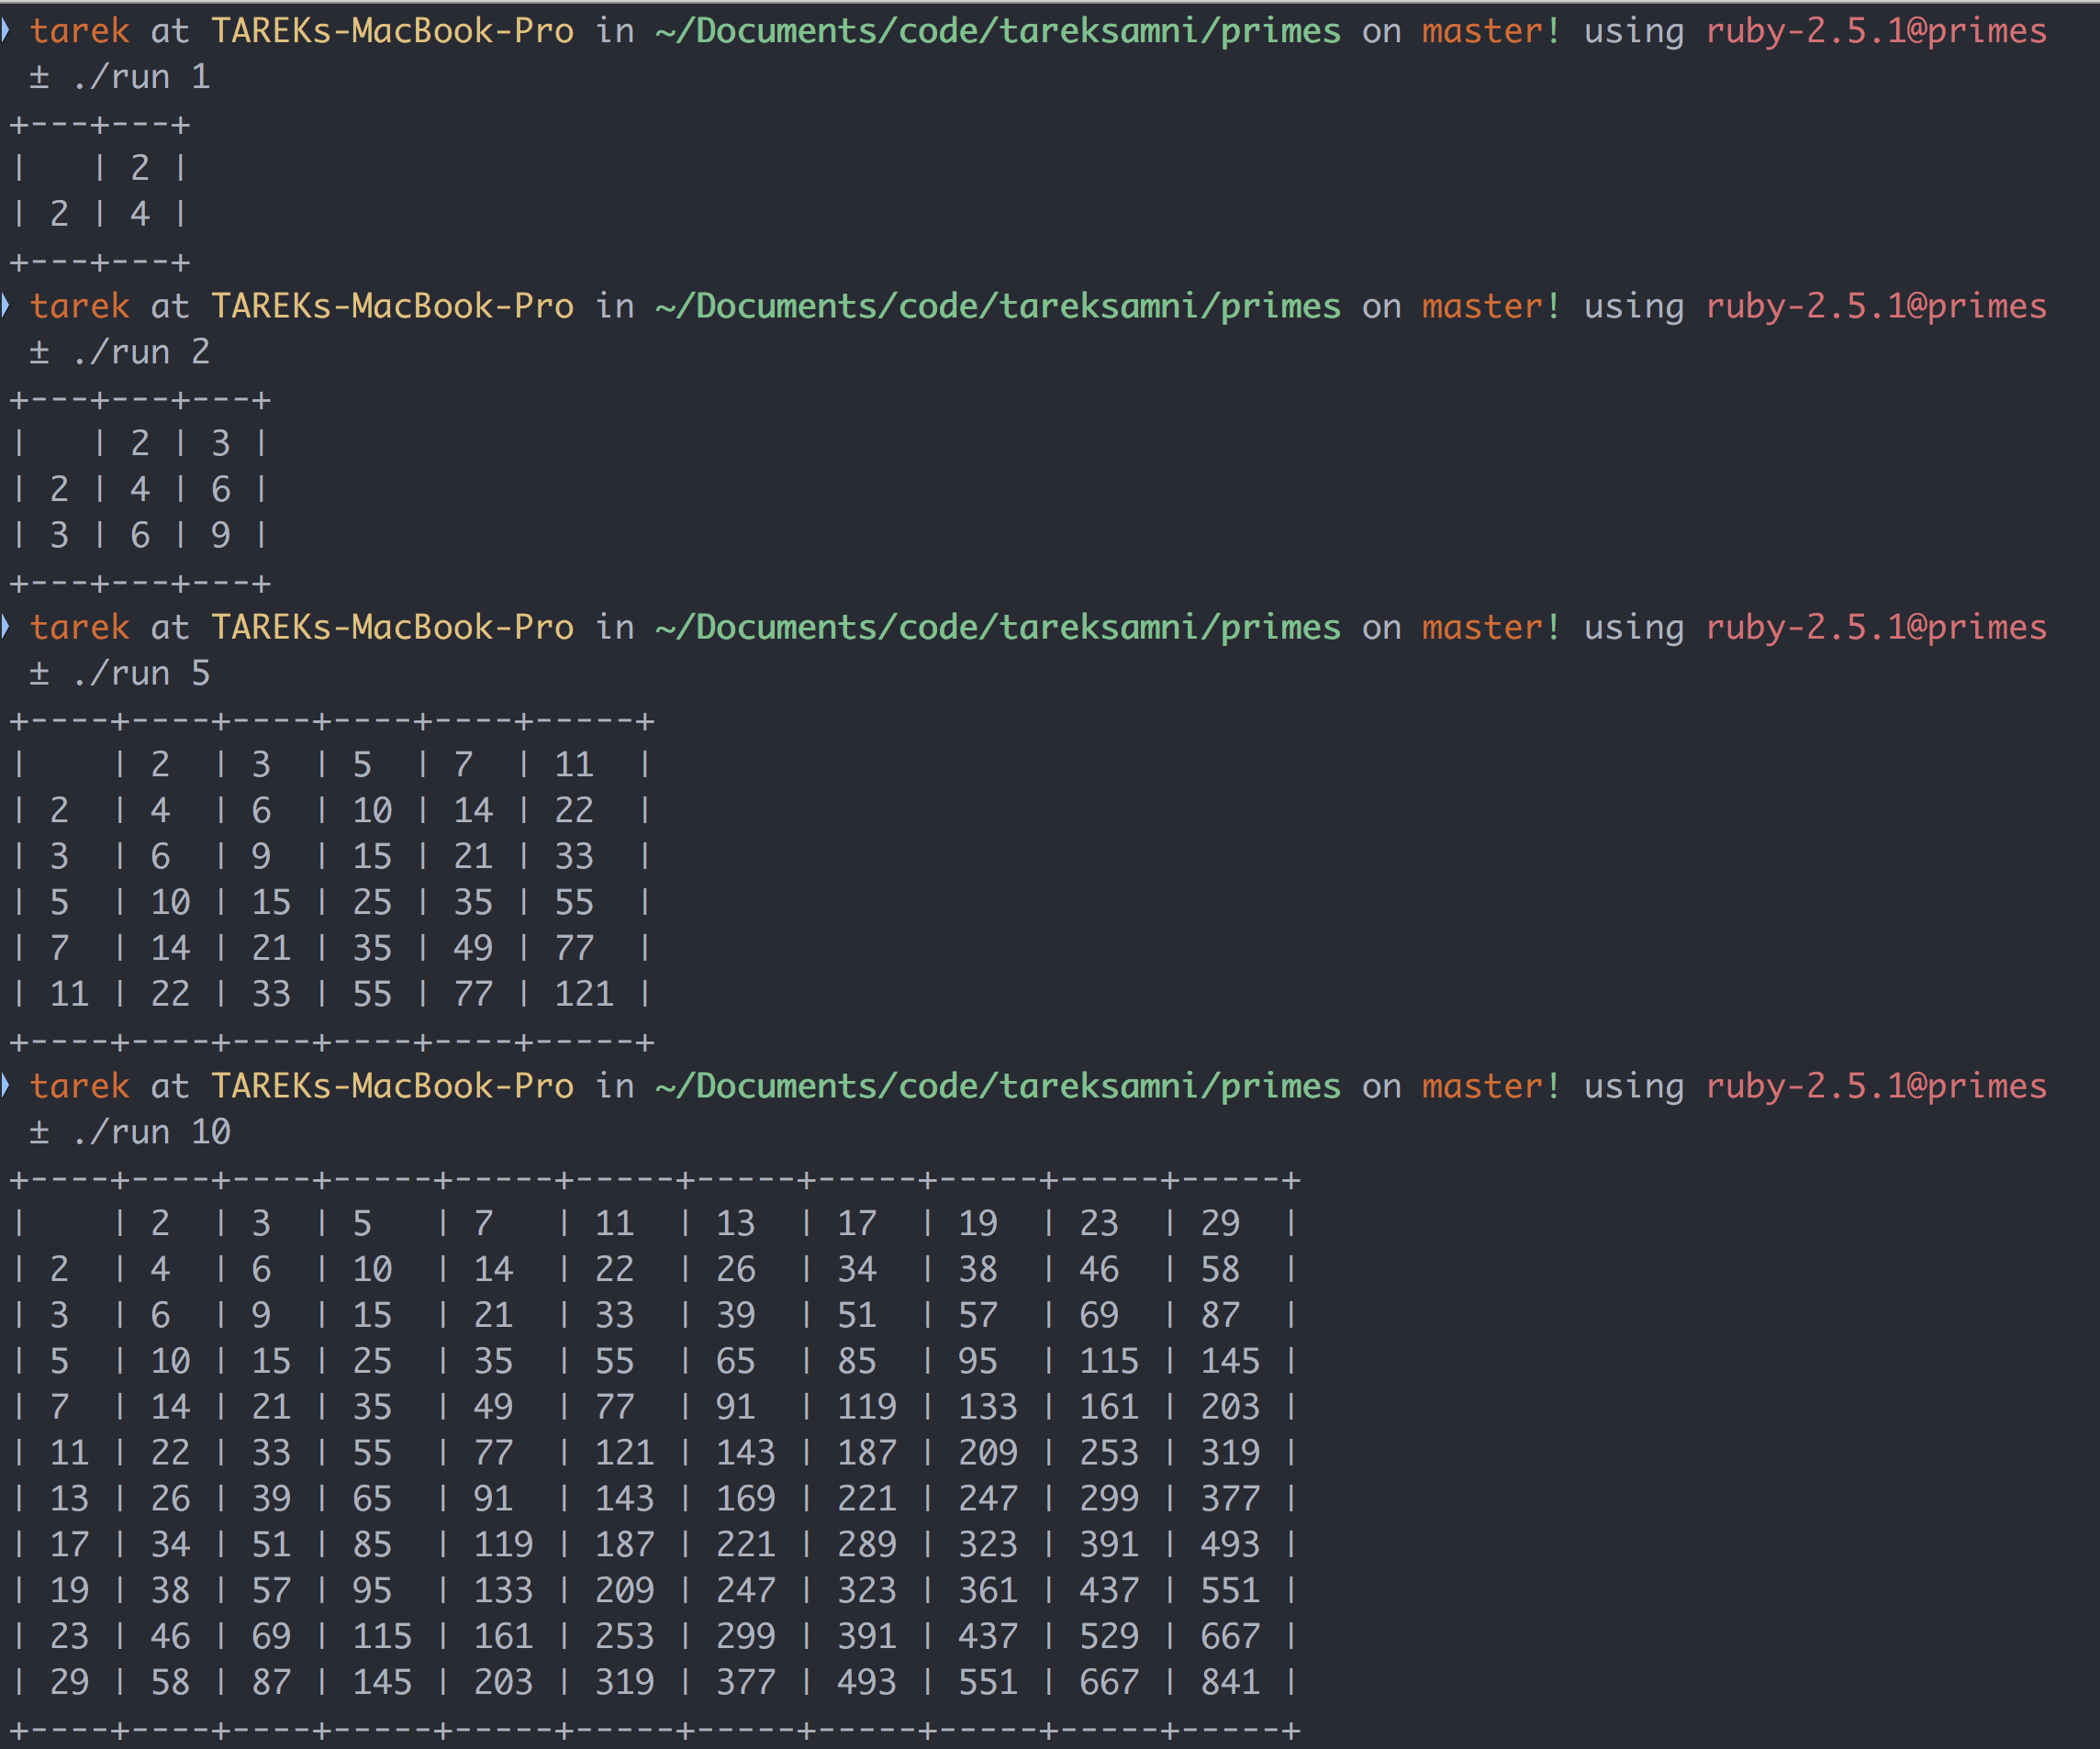 tarek at TAREKs-MacBook-Pro in ~/Documents/code/tareksamni/primes on master! using ruby-2.5.1@primes
± ./run 1
+---+---+
|   | 2 |
| 2 | 4 |
+---+---+
tarek at TAREKs-MacBook-Pro in ~/Documents/code/tareksamni/primes on master! using ruby-2.5.1@primes
± ./run 2
+---+---+---+
|   | 2 | 3 |
| 2 | 4 | 6 |
| 3 | 6 | 9 |
+---+---+---+
tarek at TAREKs-MacBook-Pro in ~/Documents/code/tareksamni/primes on master! using ruby-2.5.1@primes
± ./run 5
+----+----+----+----+----+-----+
|    | 2  | 3  | 5  | 7  | 11  |
| 2  | 4  | 6  | 10 | 14 | 22  |
| 3  | 6  | 9  | 15 | 21 | 33  |
| 5  | 10 | 15 | 25 | 35 | 55  |
| 7  | 14 | 21 | 35 | 49 | 77  |
| 11 | 22 | 33 | 55 | 77 | 121 |
+----+----+----+----+----+-----+
tarek at TAREKs-MacBook-Pro in ~/Documents/code/tareksamni/primes on master! using ruby-2.5.1@primes
± ./run 10
+----+----+----+-----+-----+-----+-----+-----+-----+-----+-----+
|    | 2  | 3  | 5   | 7   | 11  | 13  | 17  | 19  | 23  | 29  |
| 2  | 4  | 6  | 10  | 14  | 22  | 26  | 34  | 38  | 46  | 58  |
| 3  | 6  | 9  | 15  | 21  | 33  | 39  | 51  | 57  | 69  | 87  |
| 5  | 10 | 15 | 25  | 35  | 55  | 65  | 85  | 95  | 115 | 145 |
| 7  | 14 | 21 | 35  | 49  | 77  | 91  | 119 | 133 | 161 | 203 |
| 11 | 22 | 33 | 55  | 77  | 121 | 143 | 187 | 209 | 253 | 319 |
| 13 | 26 | 39 | 65  | 91  | 143 | 169 | 221 | 247 | 299 | 377 |
| 17 | 34 | 51 | 85  | 119 | 187 | 221 | 289 | 323 | 391 | 493 |
| 19 | 38 | 57 | 95  | 133 | 209 | 247 | 323 | 361 | 437 | 551 |
| 23 | 46 | 69 | 115 | 161 | 253 | 299 | 391 | 437 | 529 | 667 |
| 29 | 58 | 87 | 145 | 203 | 319 | 377 | 493 | 551 | 667 | 841 |
+----+----+----+-----+-----+-----+-----+-----+-----+-----+-----+